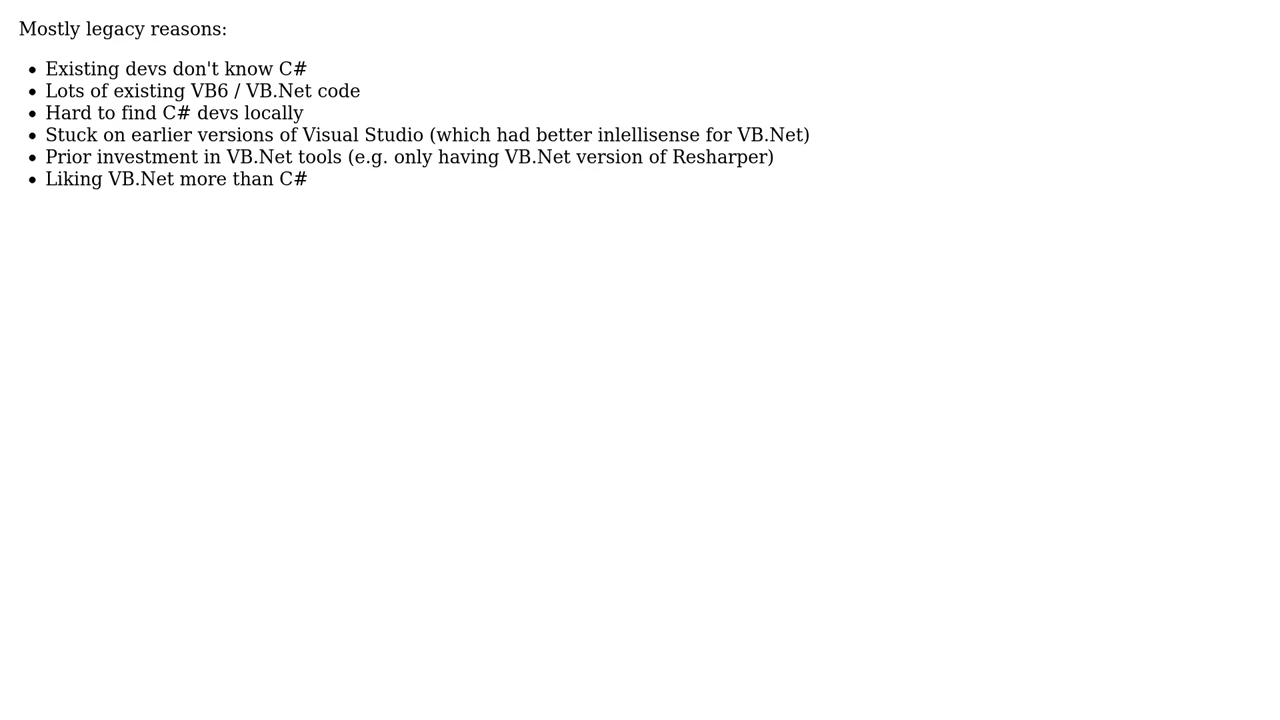 Mostly legacy reasons:
• Existing devs don't know C#
• Lots of existing VB6 / VB.Net code
• Hard to find C# devs locally
• Stuck on earlier versions of Visual Studio (which had better inlellisense for VB.Net)
• Prior investment in VB.Net tools (e.g. only having VB.Net version of Resharper)
• Liking VB.Net more than C#